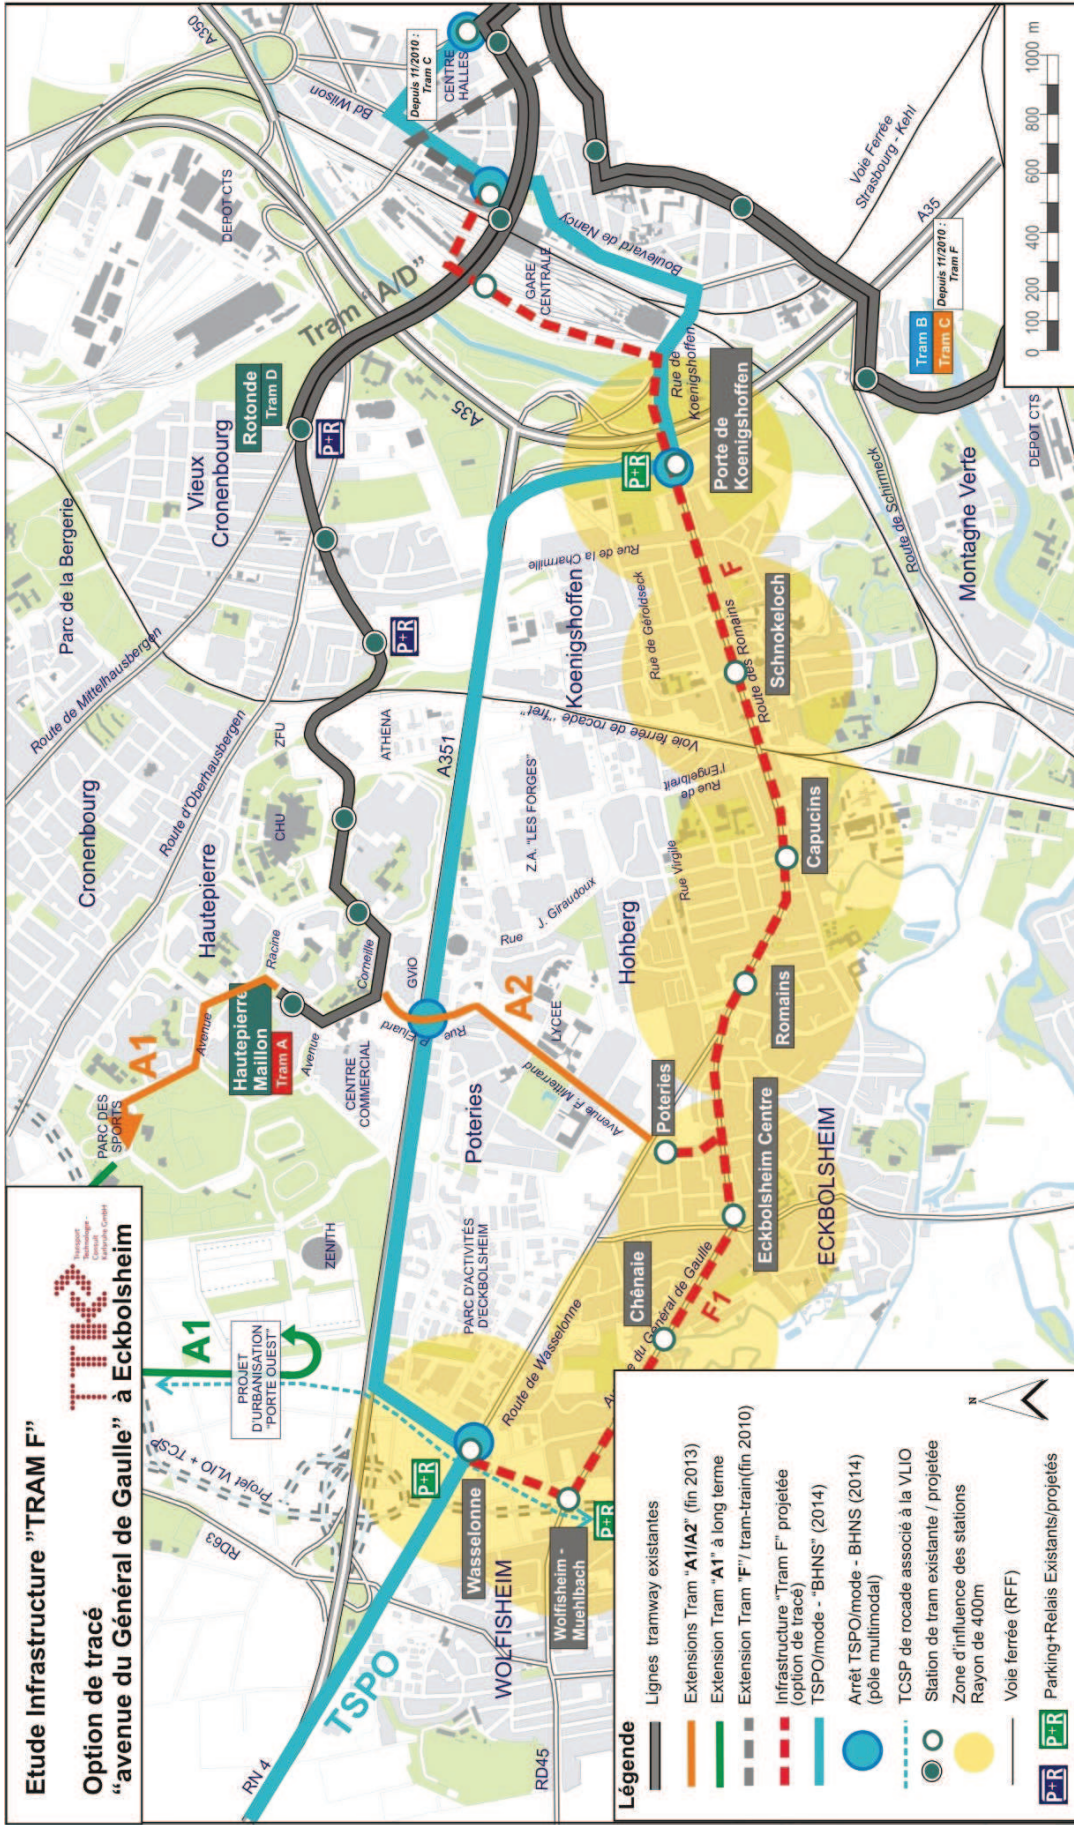 Etude Infrastructure "TRAM F"
Option de tracé
"avenue du Général de Gaulle" à Eckbolsheim
TTK
Transport
Technologie-
Consult
Karlsruhe GmbH
A1
PROJET
D'URBANISATION
"PORTE OUEST"
Projet VLIO + TCSP
RD63
RN 4
TSPO
WOLFISHEIM
RD45
P+R
Wasselonne
Wolfisheim -
Muehlbach
P+R
ZENITH
PARC D'ACTIVITÉS
D'ECKBOLSHEIM
Route de Wasselonne
Chênaie
F1
Eckbolsheim Centre
ECKBOLSHEIM
PARC DES
SPORTS
A1
Avenue
Racine
Hautepierre
Maillon
Tram A
Avenue
Corneille
CENTRE
COMMERCIAL
GVIO
Rue
P. Eluard
A2
Poteries
LYCEE
Avenue F. Mitterrand
Poteries
Rue
J. Giraudoux
Hohberg
Romains
Cronenbourg
Hautepierre
CHU
ZFU
ATHENA
A351
Z.A. "LES FORGES"
Rue Virgile
Rue de
l'Engelbreit
Capucins
Route de Mittelhausbergen
Route d'Oberhausbergen
Parc de la Bergerie
Vieux
Cronenbourg
P+R
Rotonde
Tram D
P+R
Tram "A/D"
Voie ferrée de rocade "fret"
Koenigshoffen
Rue de la Charmille
Rue de Géroldseck
Route des Romains
Schnokeloch
F
P+R
Porte de
Koenigshoffen
Rue de
Koenigshoffen
A35
DEPOT CTS
A350
Bd Wilson
Depuis 11/2010 :
Tram C
CENTRE
HALLES
GARE
CENTRALE
Boulevard de Nancy
Voie Ferrée
Strasbourg - Kehl
A35
Tram B
Tram C
Depuis 11/2010 :
Tram F
Route de Schirmeck
Montagne Verte
DEPOT CTS
0 100 200 400 600 800 1000 m
Légende
Lignes tramway existantes
Extensions Tram "A1/A2" (fin 2013)
Extension Tram "A1" à long terme
Extension Tram "F"/ tram-train(fin 2010)
Infrastructure "Tram F" projetée
(option de tracé)
TSPO/mode - "BHNS" (2014)
Arrêt TSPO/mode - BHNS (2014)
(pôle multimodal)
TCSP de rocade associé à la VLIO
Station de tram existante / projetée
Zone d'influence des stations
Rayon de 400m
Voie ferrée (RFF)
P+R P+R Parking+Relais Existants/projetés
N